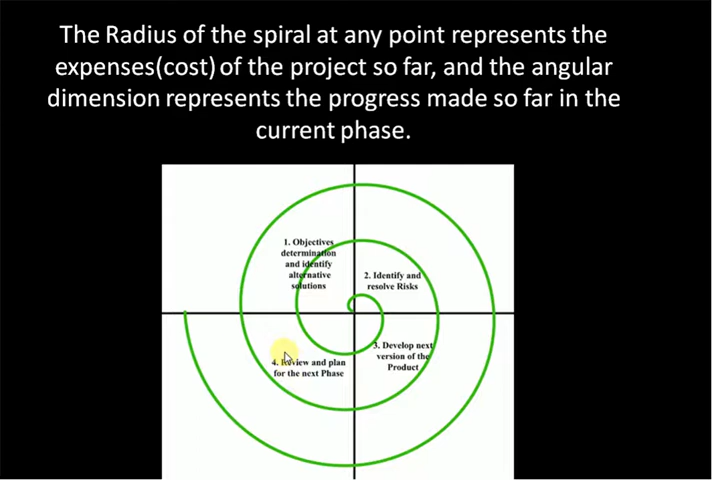 The Radius of the spiral at any point represents the
expenses(cost) of the project so far, and the angular
dimension represents the progress made so far in the
current phase.
1. Objectives
determination
and identify
alternative
solutions
2. Identify and
resolve Risks
3. Develop next
version of the
Product
4. Review and plan
for the next Phase